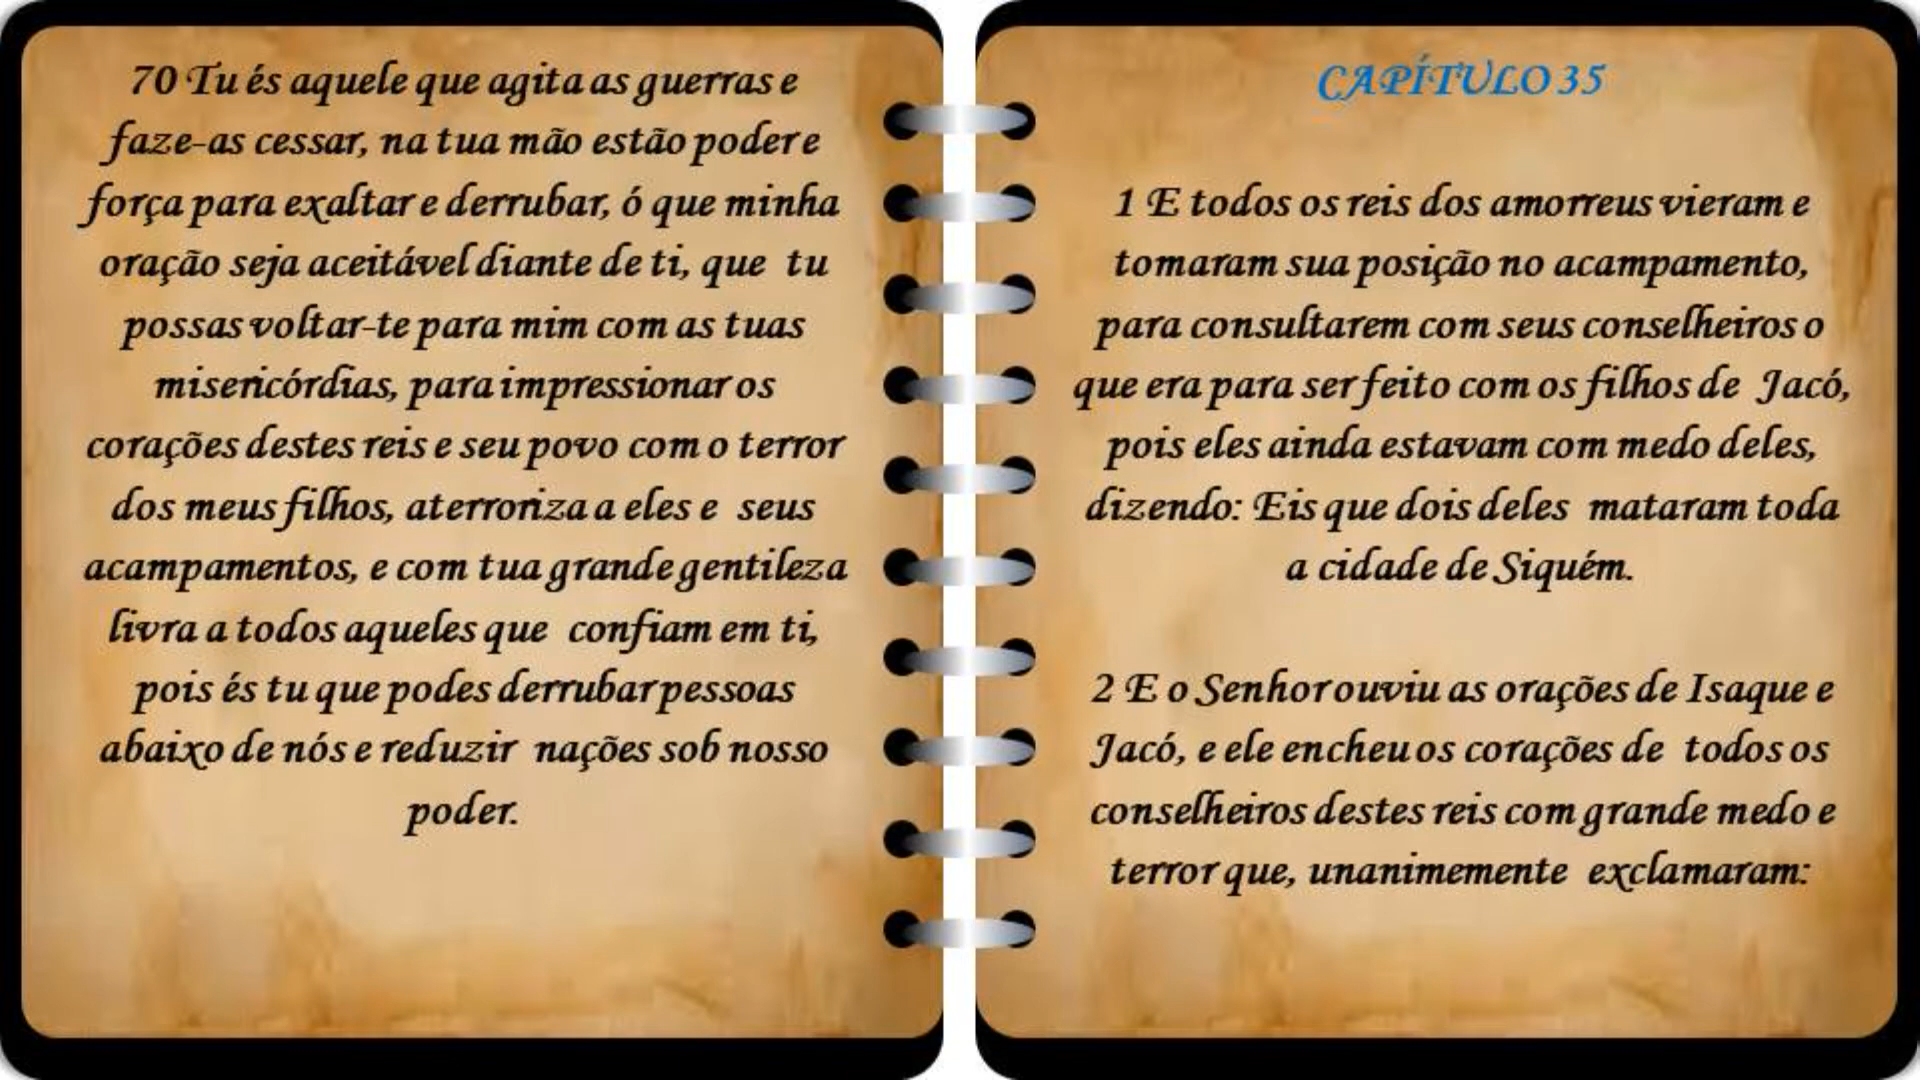 70 Tu és aquele que agita as guerras e
faze-as cessar, na tua mão estão poder e
força para exaltar e derrubar, ó que minha
oração seja aceitável diante de ti, que tu
possas voltar-te para mim com as tuas
misericórdias, para impressionar os
corações destes reis e seu povo com o terror
dos meus filhos, aterroriza a eles e seus
acampamentos, e com tua grande gentileza
livra a todos aqueles que confiam em ti,
pois és tu que podes derrubar pessoas
abaixo de nós e reduzir nações sob nosso
poder.
CAPÍTULO 35
1 E todos os reis dos amorreus vieram e
tomaram sua posição no acampamento,
para consultarem com seus conselheiros o
que era para ser feito com os filhos de Jacó,
pois eles ainda estavam com medo deles,
dizendo: Eis que dois deles mataram toda
a cidade de Siquém.
2 E o Senhor ouviu as orações de Isaque e
Jacó, e ele encheu os corações de todos os
conselheiros destes reis com grande medo e
terror que, unanimemente exclamaram: